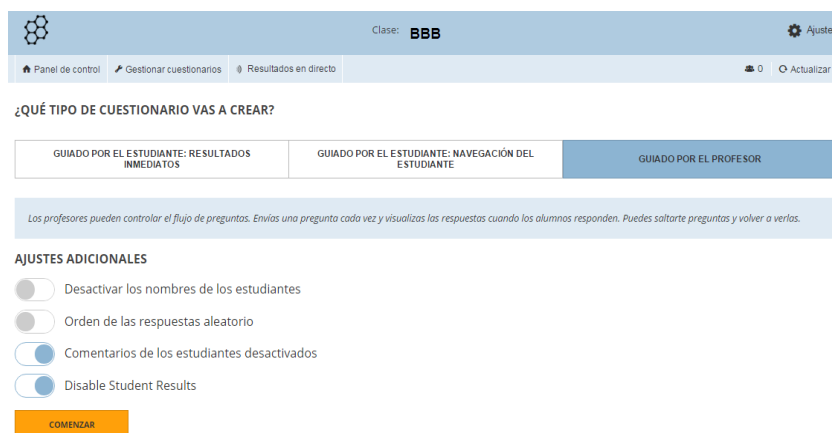 Clase: BBB
Ajuste
Panel de control Gestionar cuestionarios Resultados en directo 0 Actualizar
¿QUÉ TIPO DE CUESTIONARIO VAS A CREAR?
GUIADO POR EL ESTUDIANTE: RESULTADOS
INMEDIATOS
GUIADO POR EL ESTUDIANTE: NAVEGACIÓN DEL
ESTUDIANTE
GUIADO POR EL PROFESOR
Los profesores pueden controlar el flujo de preguntas. Envías una pregunta cada vez y visualizas las respuestas cuando los alumnos responden. Puedes saltarte preguntas y volver a verlas.
AJUSTES ADICIONALES
Desactivar los nombres de los estudiantes
Orden de las respuestas aleatorio
Comentarios de los estudiantes desactivados
Disable Student Results
COMENZAR